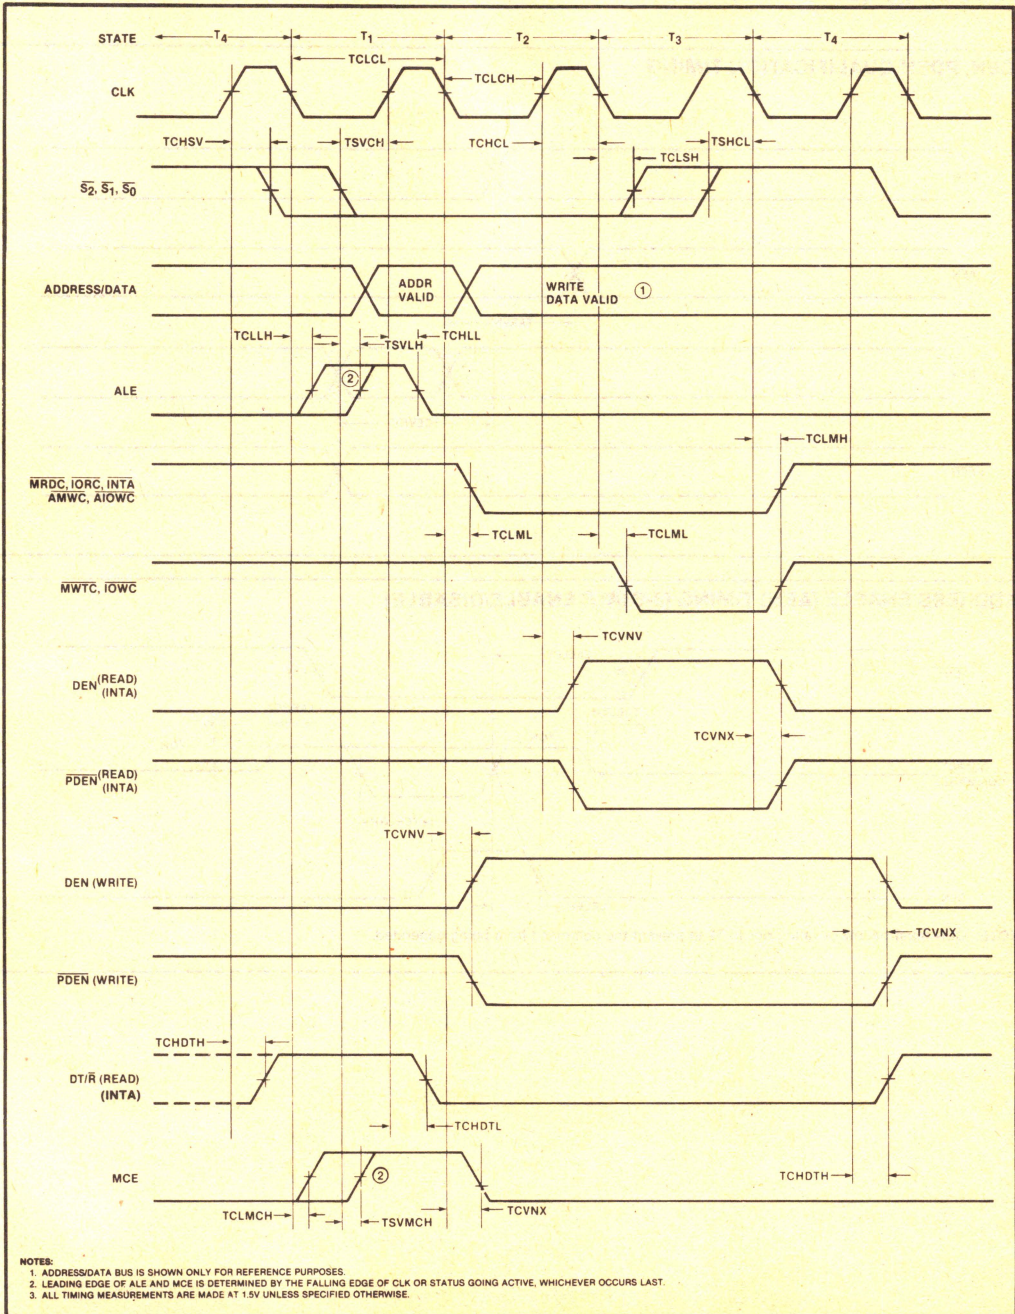 STATE T4 T1 T2 T3 T4
TCLCL
TCLCH
CLK
TCHSV TSVCH TCHCL TSHCL
TCLSH
S2, S1, S0
ADDRESS/DATA ADDR VALID WRITE DATA VALID ①
TCLLH TSVLH TCHLL
ALE ②
TCLMH
MRDC, IORC, INTA
AMWC, AIOWC
TCLML TCLML
MWTC, IOWC
TCVNV
DEN (READ)
(INTA)
TCVNX
PDEN (READ)
(INTA)
TCVNV
DEN (WRITE)
TCVNX
PDEN (WRITE)
TCHDTH
DT/R (READ)
(INTA)
TCHDTL
MCE ②
TCHDTH
TCLMCH TSVMCH TCVNX
NOTES:
1. ADDRESS/DATA BUS IS SHOWN ONLY FOR REFERENCE PURPOSES.
2. LEADING EDGE OF ALE AND MCE IS DETERMINED BY THE FALLING EDGE OF CLK OR STATUS GOING ACTIVE, WHICHEVER OCCURS LAST.
3. ALL TIMING MEASUREMENTS ARE MADE AT 1.5V UNLESS SPECIFIED OTHERWISE.